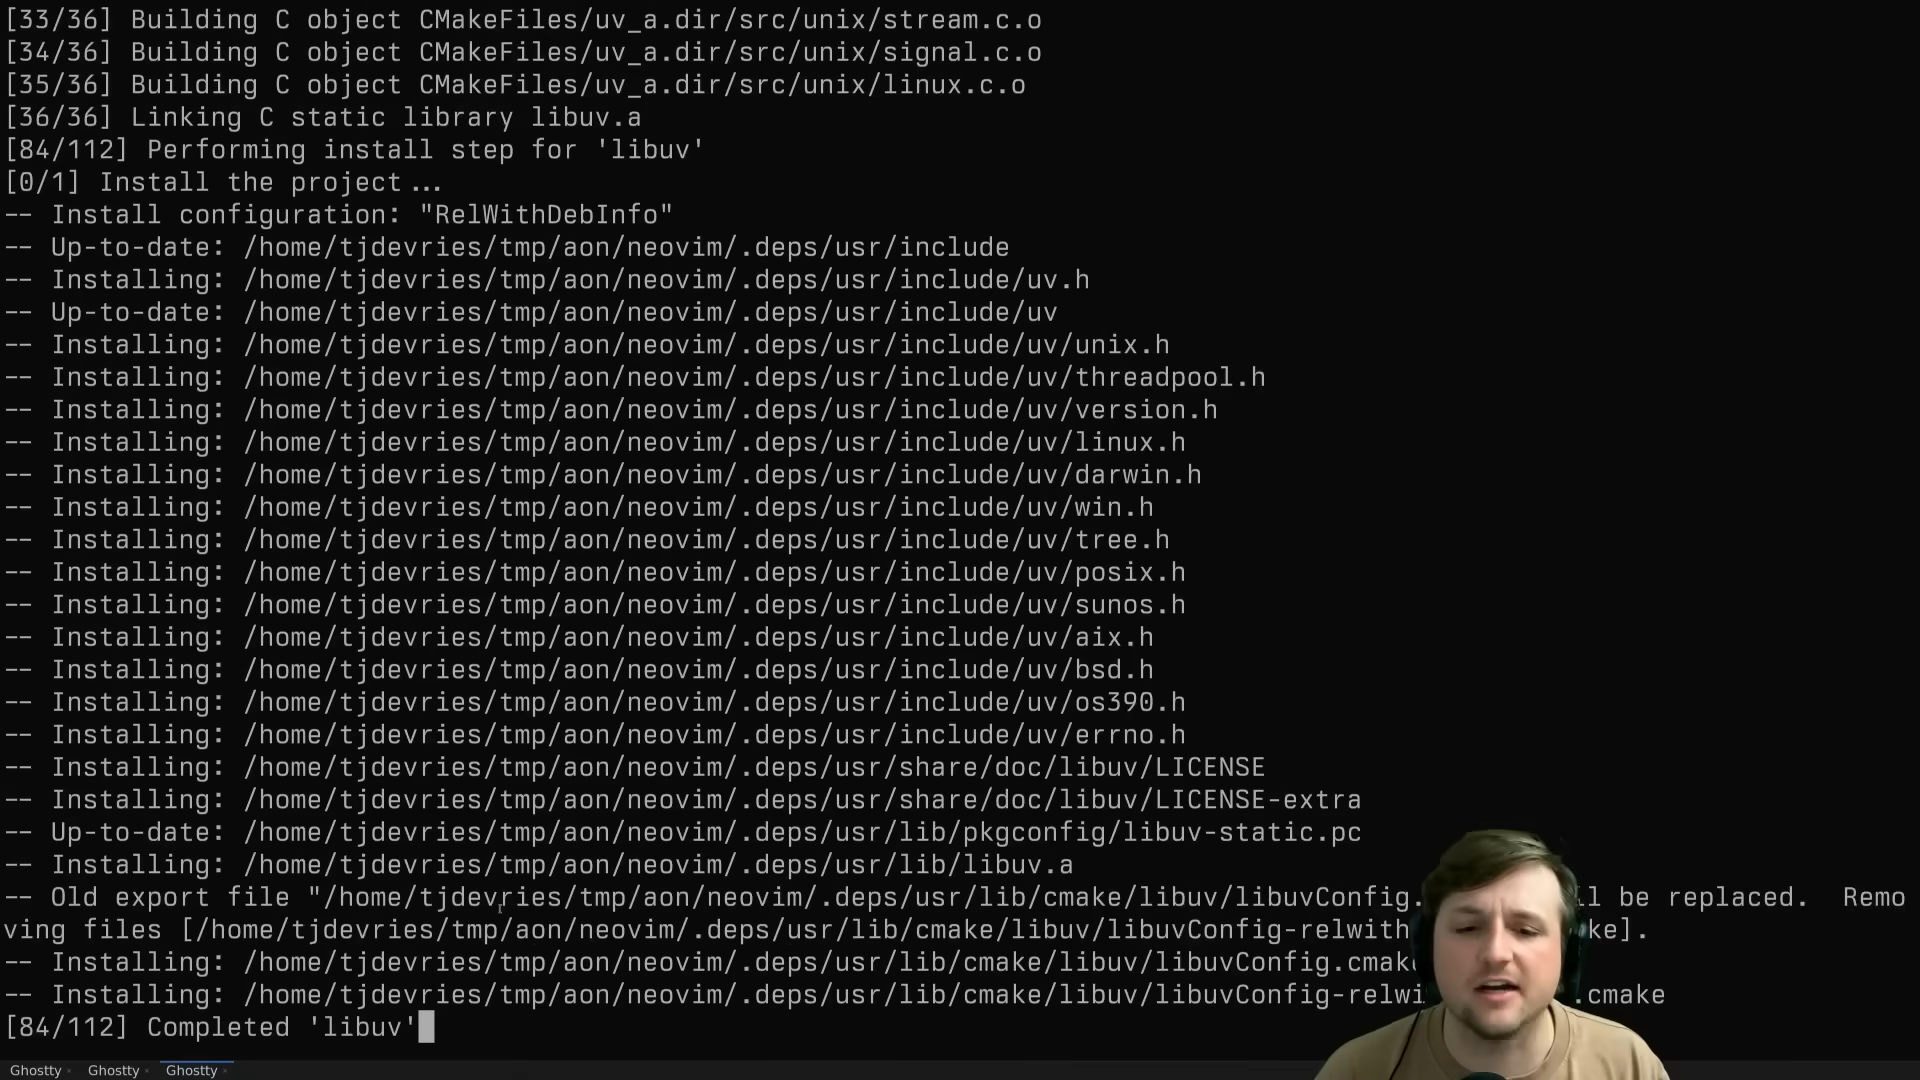 [33/36] Building C object CMakeFiles/uv_a.dir/src/unix/stream.c.o
[34/36] Building C object CMakeFiles/uv_a.dir/src/unix/signal.c.o
[35/36] Building C object CMakeFiles/uv_a.dir/src/unix/linux.c.o
[36/36] Linking C static library libuv.a
[84/112] Performing install step for 'libuv'
[0/1] Install the project...
-- Install configuration: "RelWithDebInfo"
-- Up-to-date: /home/tjdevries/tmp/aon/neovim/.deps/usr/include
-- Installing: /home/tjdevries/tmp/aon/neovim/.deps/usr/include/uv.h
-- Up-to-date: /home/tjdevries/tmp/aon/neovim/.deps/usr/include/uv
-- Installing: /home/tjdevries/tmp/aon/neovim/.deps/usr/include/uv/unix.h
-- Installing: /home/tjdevries/tmp/aon/neovim/.deps/usr/include/uv/threadpool.h
-- Installing: /home/tjdevries/tmp/aon/neovim/.deps/usr/include/uv/version.h
-- Installing: /home/tjdevries/tmp/aon/neovim/.deps/usr/include/uv/linux.h
-- Installing: /home/tjdevries/tmp/aon/neovim/.deps/usr/include/uv/darwin.h
-- Installing: /home/tjdevries/tmp/aon/neovim/.deps/usr/include/uv/win.h
-- Installing: /home/tjdevries/tmp/aon/neovim/.deps/usr/include/uv/tree.h
-- Installing: /home/tjdevries/tmp/aon/neovim/.deps/usr/include/uv/posix.h
-- Installing: /home/tjdevries/tmp/aon/neovim/.deps/usr/include/uv/sunos.h
-- Installing: /home/tjdevries/tmp/aon/neovim/.deps/usr/include/uv/aix.h
-- Installing: /home/tjdevries/tmp/aon/neovim/.deps/usr/include/uv/bsd.h
-- Installing: /home/tjdevries/tmp/aon/neovim/.deps/usr/include/uv/os390.h
-- Installing: /home/tjdevries/tmp/aon/neovim/.deps/usr/include/uv/errno.h
-- Installing: /home/tjdevries/tmp/aon/neovim/.deps/usr/share/doc/libuv/LICENSE
-- Installing: /home/tjdevries/tmp/aon/neovim/.deps/usr/share/doc/libuv/LICENSE-extra
-- Up-to-date: /home/tjdevries/tmp/aon/neovim/.deps/usr/lib/pkgconfig/libuv-static.pc
-- Installing: /home/tjdevries/tmp/aon/neovim/.deps/usr/lib/libuv.a
-- Old export file "/home/tjdevries/tmp/aon/neovim/.deps/usr/lib/cmake/libuv/libuvConfig. ll be replaced.  Remo
ving files [/home/tjdevries/tmp/aon/neovim/.deps/usr/lib/cmake/libuv/libuvConfig-relwith ke].
-- Installing: /home/tjdevries/tmp/aon/neovim/.deps/usr/lib/cmake/libuv/libuvConfig.cmak
-- Installing: /home/tjdevries/tmp/aon/neovim/.deps/usr/lib/cmake/libuv/libuvConfig-relwi .cmake
[84/112] Completed 'libuv'
Ghostty Ghostty Ghostty